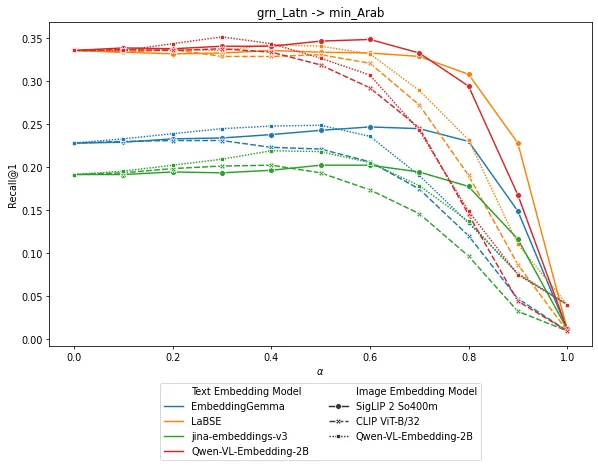 grn_Latn -> min_Arab
Recall@1
0.35
0.30
0.25
0.20
0.15
0.10
0.05
0.00
0.0 0.2 0.4 0.6 0.8 1.0
α
Text Embedding Model
EmbeddingGemma
LaBSE
jina-embeddings-v3
Qwen-VL-Embedding-2B
Image Embedding Model
SigLIP 2 So400m
CLIP ViT-B/32
Qwen-VL-Embedding-2B